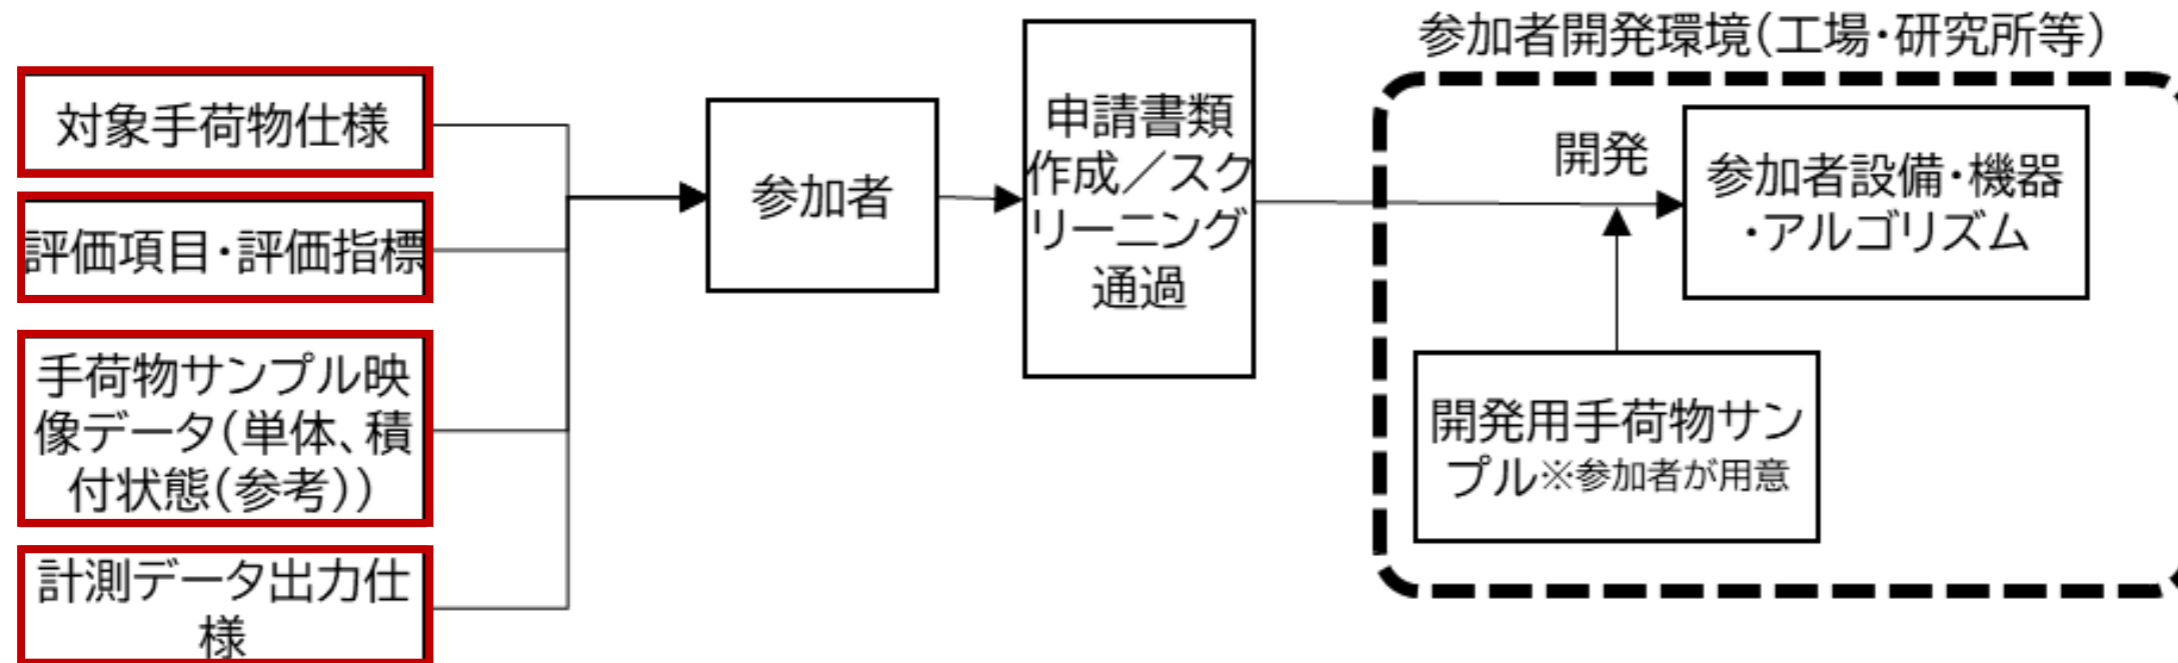 対象手荷物仕様
評価項目・評価指標
手荷物サンプル映
像データ(単体、積
付状態(参考))
計測データ出力仕
様
参加者
申請書類
作成／スク
リーニング
通過
参加者開発環境(工場・研究所等)
開発
参加者設備・機器
・アルゴリズム
開発用手荷物サン
プル※参加者が用意